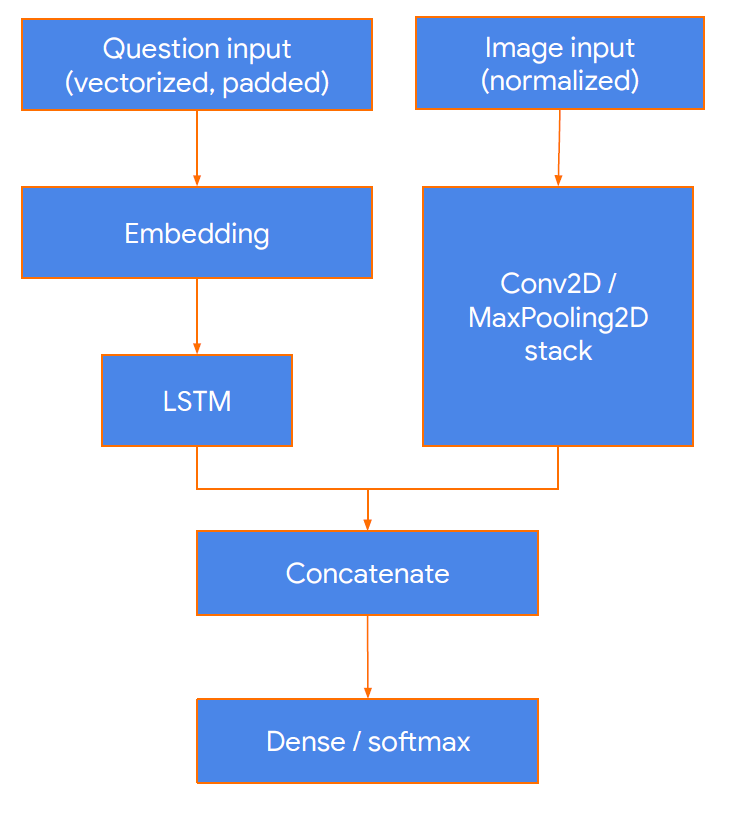 Question input
(vectorized, padded)
Image input
(normalized)
Embedding
Conv2D /
MaxPooling2D
stack
LSTM
Concatenate
Dense / softmax